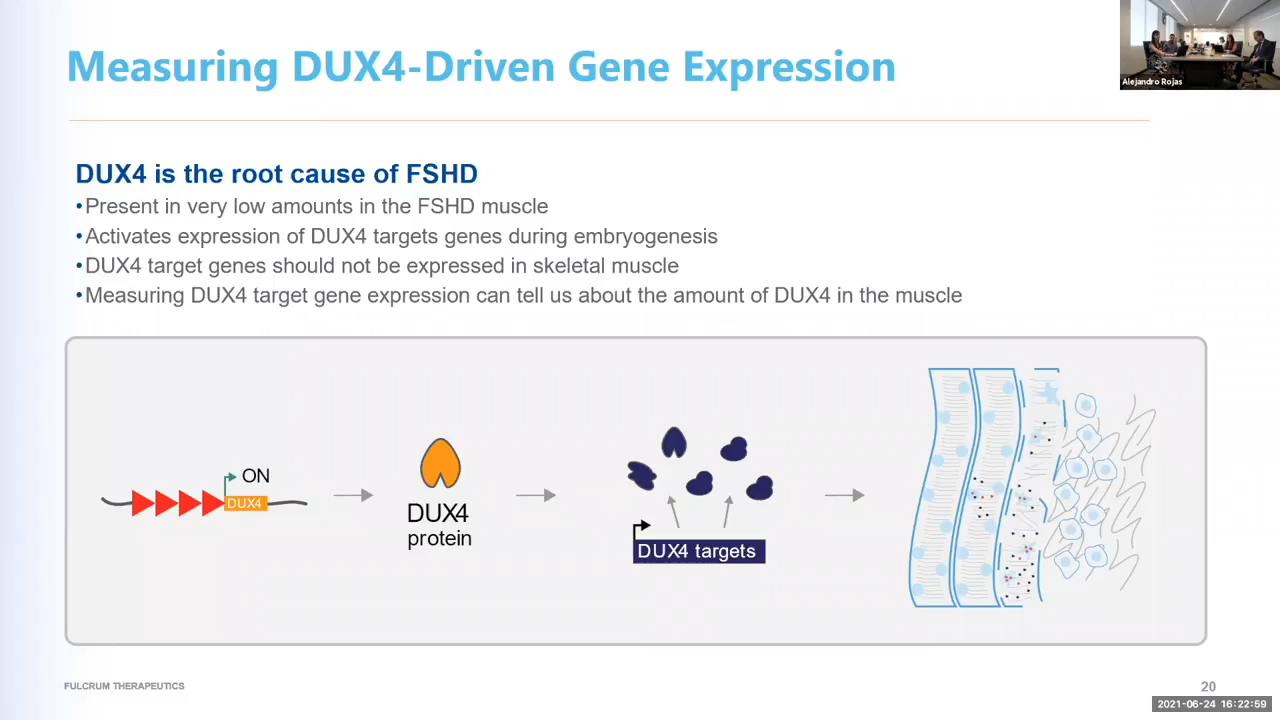 Measuring DUX4-Driven Gene Expression
Alejandro Rojas
DUX4 is the root cause of FSHD
•Present in very low amounts in the FSHD muscle
•Activates expression of DUX4 targets genes during embryogenesis
•DUX4 target genes should not be expressed in skeletal muscle
•Measuring DUX4 target gene expression can tell us about the amount of DUX4 in the muscle
ON
DUX4
DUX4
protein
DUX4 targets
FULCRUM THERAPEUTICS
20
2021-06-24 16:22:59